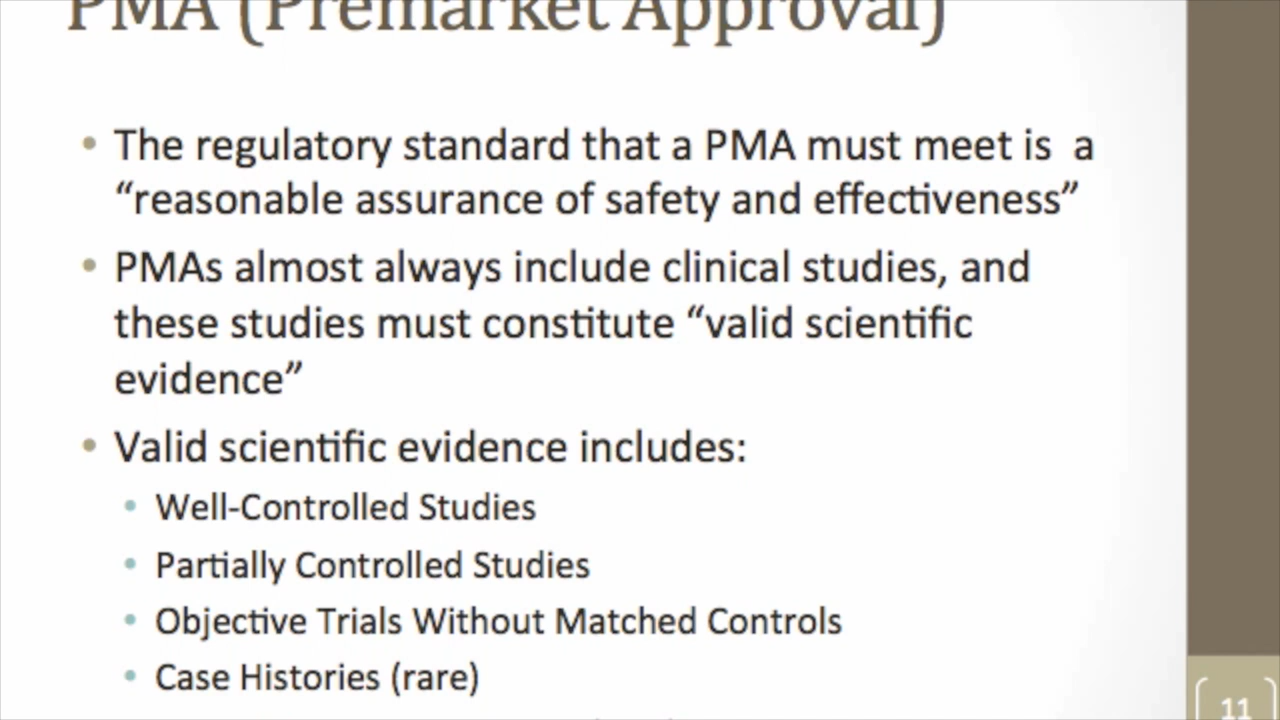 PMA (Premarket Approval)
• The regulatory standard that a PMA must meet is a
“reasonable assurance of safety and effectiveness”
• PMAs almost always include clinical studies, and
these studies must constitute “valid scientific
evidence”
• Valid scientific evidence includes:
• Well-Controlled Studies
• Partially Controlled Studies
• Objective Trials Without Matched Controls
• Case Histories (rare)
11